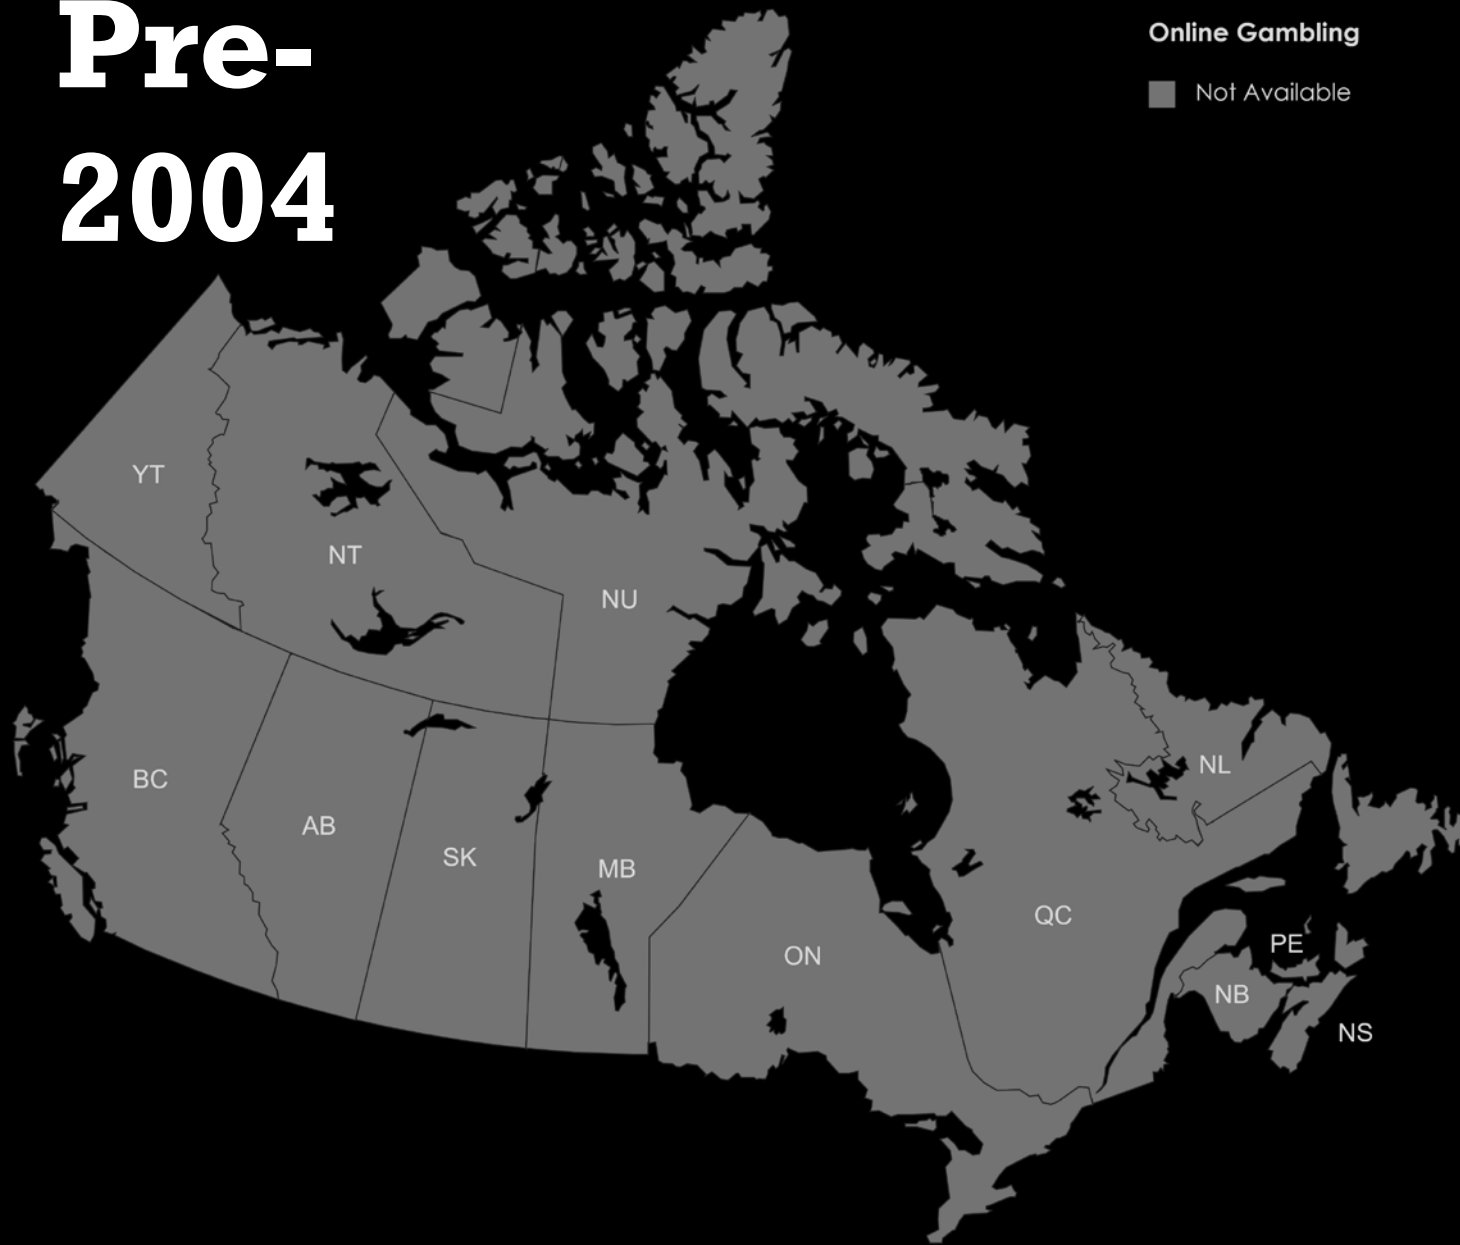 Pre-
2004
Online Gambling
Not Available
YT
NT
NU
BC
AB
SK
MB
ON
QC
NL
PE
NB
NS